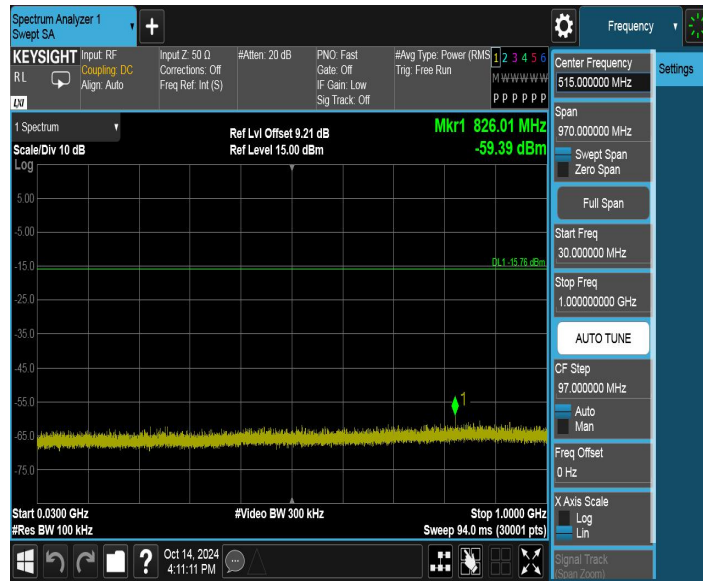 Spectrum Analyzer 1
Swept SA
+
Frequency
KEYSIGHT
RL
LXI
Input: RF
Coupling: DC
Align: Auto
Input Z: 50 Ω
Corrections: Off
Freq Ref: Int (S)
#Atten: 20 dB
PNO: Fast
Gate: Off
IF Gain: Low
Sig Track: Off
#Avg Type: Power (RMS
Trig: Free Run
1 2 3 4 5 6
M W W W W W
P P P P P P
1 Spectrum
Scale/Div 10 dB
Log
Ref Lvl Offset 9.21 dB
Ref Level 15.00 dBm
Mkr1 826.01 MHz
-59.39 dBm
5.00
-5.00
-15.0
-25.0
-35.0
-45.0
-55.0
-65.0
-75.0
DL1 -15.76 dBm
1
Start 0.0300 GHz
#Res BW 100 kHz
#Video BW 300 kHz
Stop 1.0000 GHz
Sweep 94.0 ms (30001 pts)
?
Oct 14, 2024
4:11:11 PM
Center Frequency
515.000000 MHz
Settings
Span
970.000000 MHz
Swept Span
Zero Span
Full Span
Start Freq
30.000000 MHz
Stop Freq
1.000000000 GHz
AUTO TUNE
CF Step
97.000000 MHz
Auto
Man
Freq Offset
0 Hz
X Axis Scale
Log
Lin
Signal Track
(Span Zoom)